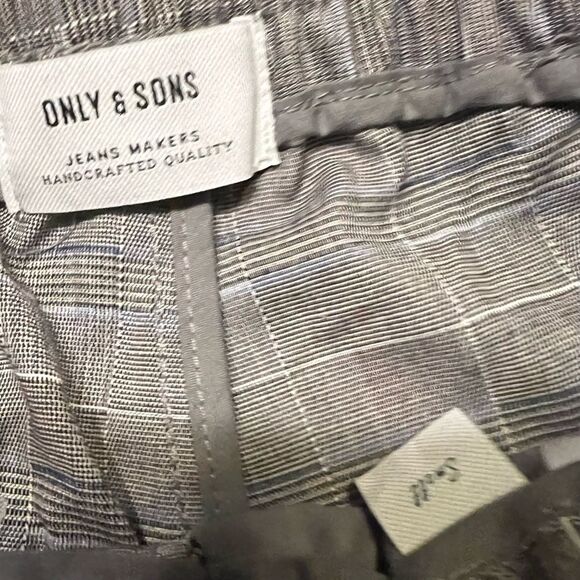 ONLY & SONS
JEANS MAKERS
HANDCRAFTED QUALITY
Small